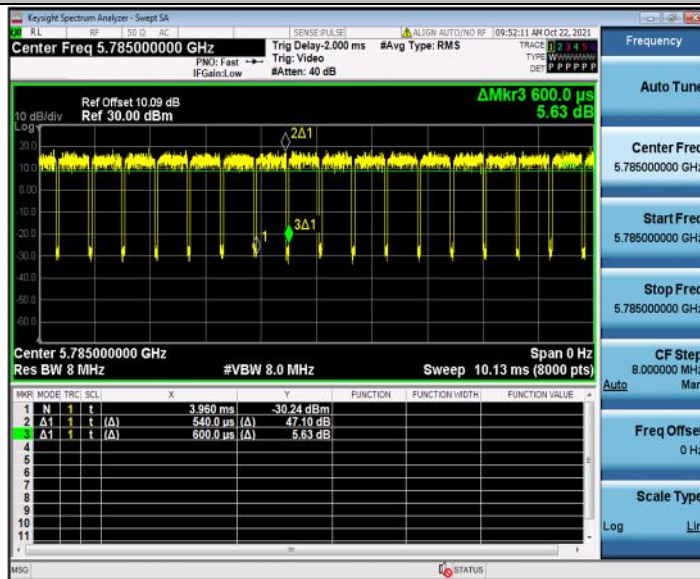 Keysight Spectrum Analyzer - Swept SA
RL RF 50 Ω AC SENSE:PULSE ALIGN AUTO/NO RF 09:52:11 AM Oct 22, 2021
Center Freq 5.785000000 GHz
PNO: Fast
IFGain:Low
Trig Delay-2.000 ms
Trig: Video
#Atten: 40 dB
#Avg Type: RMS
TRACE 1 2 3 4 5 6
TYPE WWWWWW
DET P P P P P P
Frequency
Auto Tune
Center Freq
5.785000000 GHz
Start Freq
5.785000000 GHz
Stop Freq
5.785000000 GHz
CF Step
8.000000 MHz
Auto Man
Freq Offset
0 Hz
Scale Type
Log Lin
ΔMkr3 600.0 µs
5.63 dB
Ref Offset 10.09 dB
10 dB/div Ref 30.00 dBm
Log
20.0
10.0
0.00
-10.0
-20.0
-30.0
-40.0
-50.0
-60.0
2Δ1
1
3Δ1
Center 5.785000000 GHz Span 0 Hz
Res BW 8 MHz #VBW 8.0 MHz Sweep 10.13 ms (8000 pts)
MKR MODE TRC SCL X Y FUNCTION FUNCTION WIDTH FUNCTION VALUE
1 N 1 t 3.960 ms -30.24 dBm
2 Δ1 1 t (Δ) 540.0 µs (Δ) 47.10 dB
3 Δ1 1 t (Δ) 600.0 µs (Δ) 5.63 dB
4
5
6
7
8
9
10
11
MSG STATUS